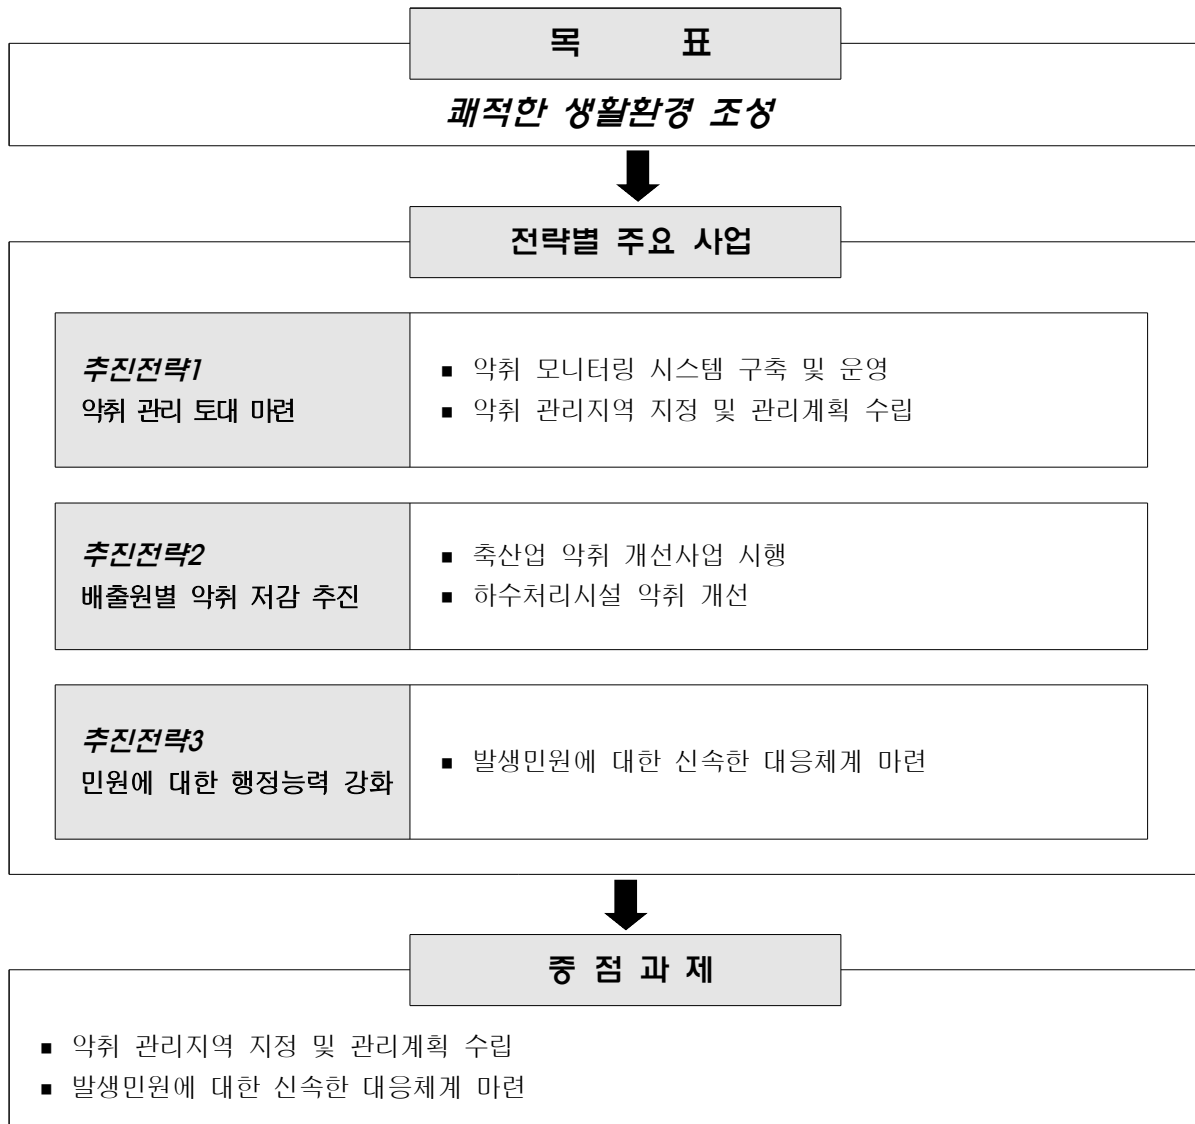 목 표
쾌적한 생활환경 조성
전략별 주요 사업
추진전략1
악취 관리 토대 마련
■ 악취 모니터링 시스템 구축 및 운영
■ 악취 관리지역 지정 및 관리계획 수립
추진전략2
배출원별 악취 저감 추진
■ 축산업 악취 개선사업 시행
■ 하수처리시설 악취 개선
추진전략3
민원에 대한 행정능력 강화
■ 발생민원에 대한 신속한 대응체계 마련
중 점 과 제
■ 악취 관리지역 지정 및 관리계획 수립
■ 발생민원에 대한 신속한 대응체계 마련